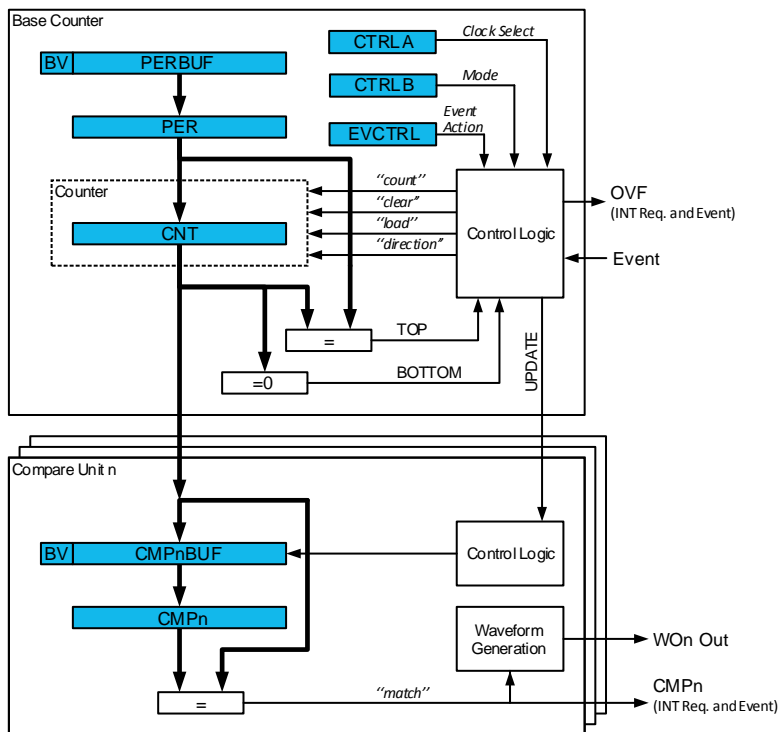 Base Counter
BV
PERBUF
PER
Counter
CNT
CTRLA
CTRLB
EVCTRL
Clock Select
Mode
Event
Action
"count"
"clear"
"load"
"direction"
Control Logic
OVF
(INT Req. and Event)
Event
=
TOP
=0
BOTTOM
UPDATE
Compare Unit n
BV
CMPnBUF
Control Logic
CMPn
Waveform
Generation
WOn Out
=
"match"
CMPn
(INT Req. and Event)